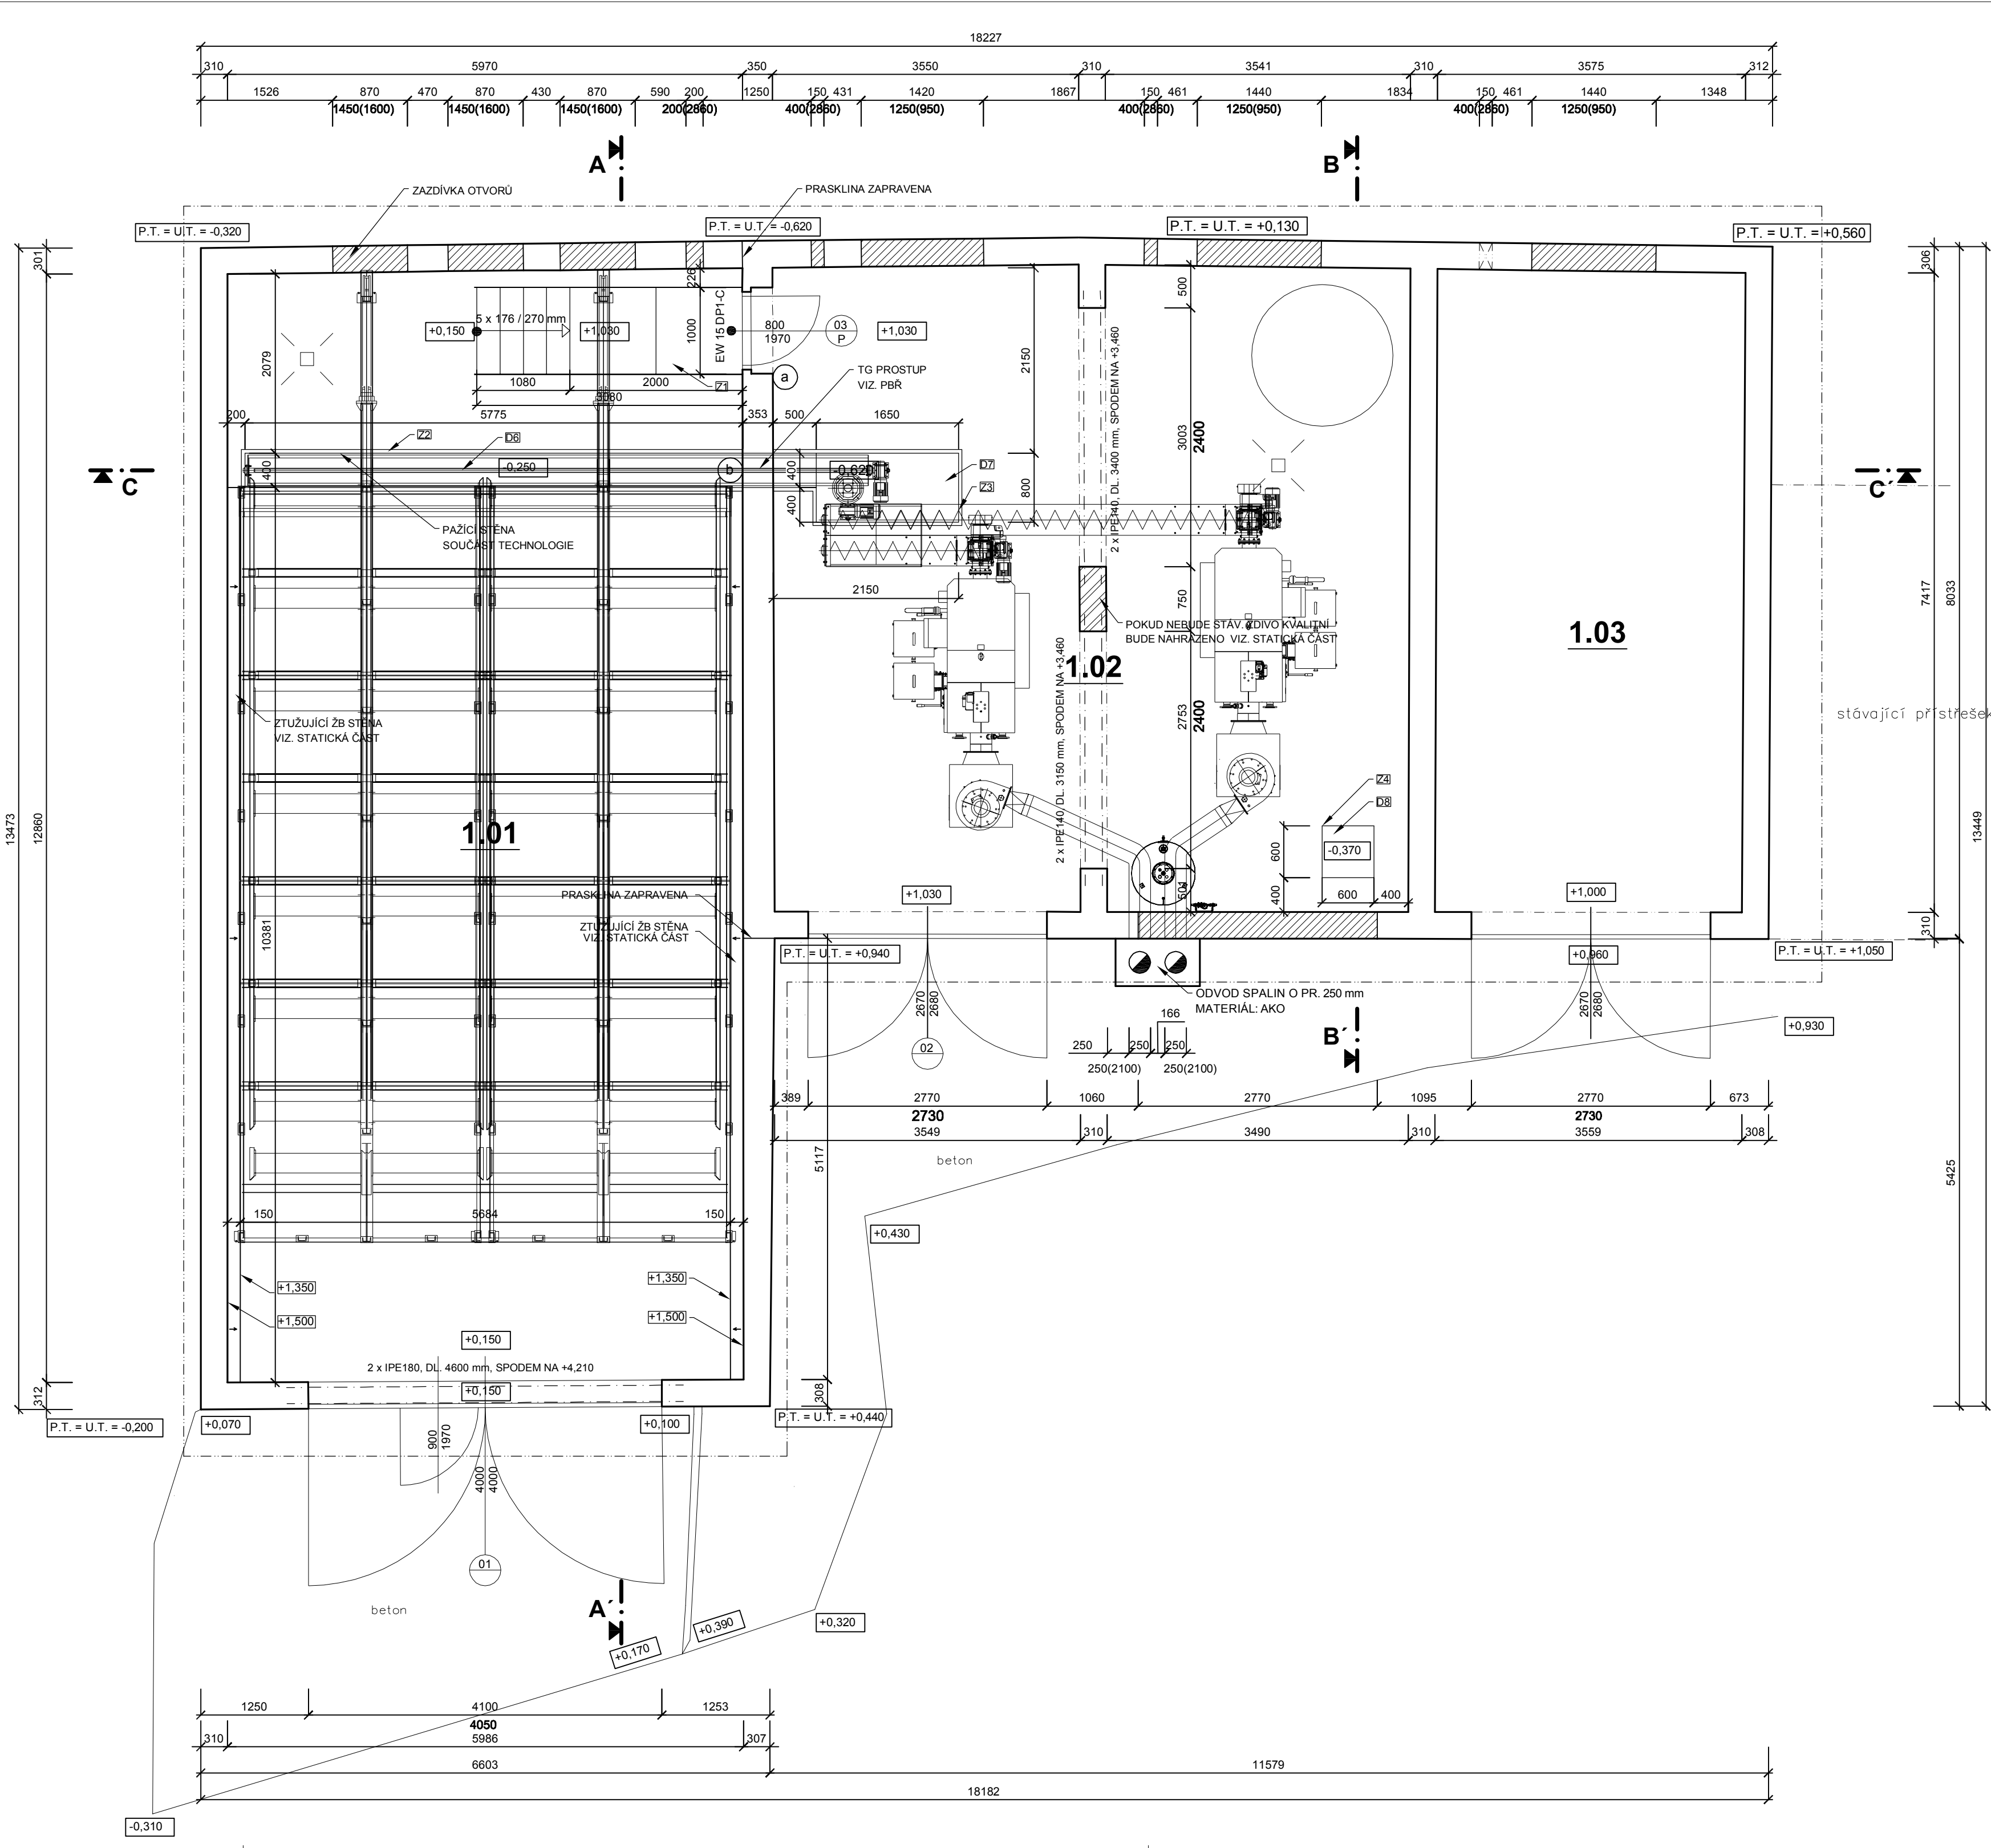 18227
310 5970 350 3550 310 3541 310 3575 312
1526 870 470 870 430 870 590 200 1250 150 431 1420 1867 150 461 1440 1834 150 461 1440 1348
1450(1600) 1450(1600) 1450(1600) 200(2860) 400(2860) 1250(950) 400(2860) 1250(950) 400(2860) 1250(950)
A B
ZAZDÍVKA OTVORŮ
PRASKLINA ZAPRAVENA
P.T. = U.T. = -0,320
P.T. = U.T. = -0,620
P.T. = U.T. = +0,130
P.T. = U.T. = +0,560
301
306
226
500
5 x 176 / 270 mm
+0,150
+1,030
1000
EW 15 DP1-C
800
1970
03
P
+1,030
2079
2150
1080 2000
3080
Z1
a
TG PROSTUP
VIZ. PBŘ
200 5775 353 500 1650
Z2
D6
-0,250
b
-0,620
D7
Z3
400
400
400
800
3003
2400
2 x IPE140, DL. 3400 mm, SPODEM NA +3,460
C
C´
PAŽÍCÍ STĚNA
SOUČÁST TECHNOLOGIE
2150
750
POKUD NEBUDE STÁV. ZDIVO KVALITNÍ
BUDE NAHRAZENO VIZ. STATICKÁ ČÁST
1.02
1.03
7417
8033
ZTUŽUJÍCÍ ŽB STĚNA
VIZ. STATICKÁ ČÁST
2753
2400
stávající přístřešek
2 x IPE140, DL. 3150 mm, SPODEM NA +3,460
Z4
D8
13473
12860
13449
1.01
-0,370
600
400
600 400
501
PRASKLINA ZAPRAVENA
+1,030
+1,000
10381
ZTUŽUJÍCÍ ŽB STĚNA
VIZ. STATICKÁ ČÁST
310
P.T. = U.T. = +0,940
+0,960
P.T. = U.T. = +1,050
2670
2680
ODVOD SPALIN O PR. 250 mm
MATERIÁL: AKO
2670
2680
166
B´
+0,930
02
250 250 250
250(2100) 250(2100)
389 2770 1060 2770 1095 2770 673
2730 2730
3549 310 3490 310 3559 308
5117
beton
5425
150 5684 150
+0,430
+1,350
+1,350
+1,500
+1,500
+0,150
2 x IPE180, DL. 4600 mm, SPODEM NA +4,210
+0,150
312
308
P.T. = U.T. = -0,200
+0,070
+0,100
P.T. = U.T. = +0,440
900
1970
4000
4000
01
beton
A´
+0,390
+0,320
+0,170
1250 4100 1253
4050
310 5986 307
6603 11579
18182
-0,310